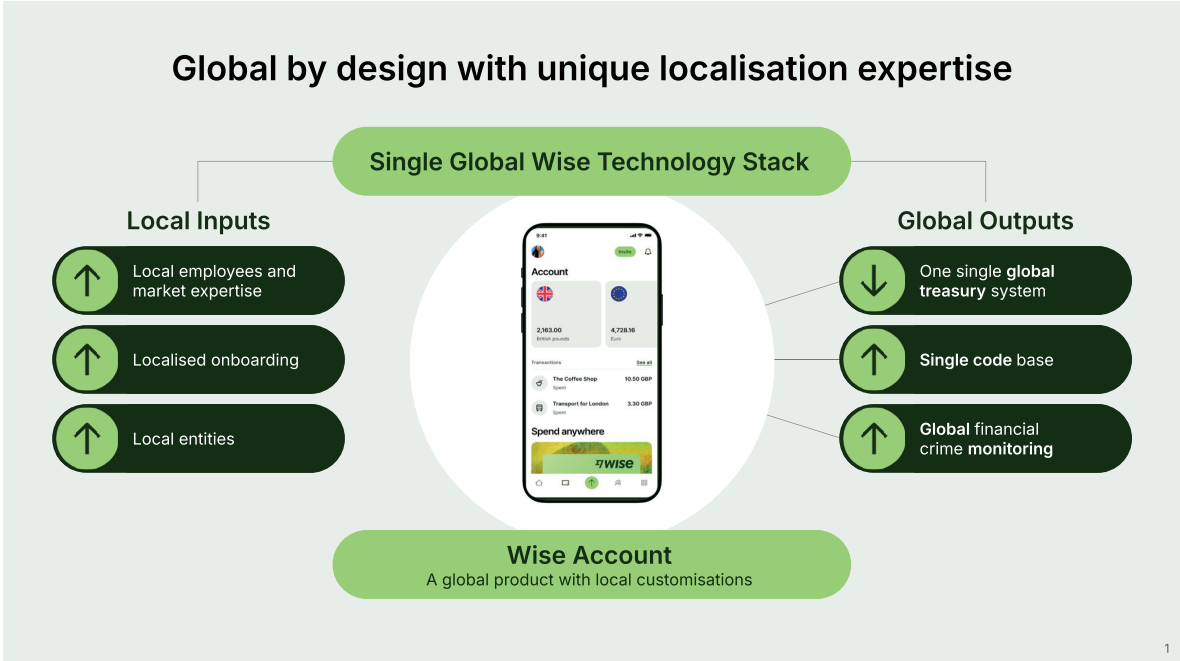 Global by design with unique localisation expertise
Single Global Wise Technology Stack
Local Inputs
Local employees and
market expertise
Localised onboarding
Local entities
9:41
Invite
Account
2,163.00
British pounds
4,728.16
Euro
Transactions
See all
The Coffee Shop
10.50 GBP
Spent
Transport for London
3.30 GBP
Spent
Spend anywhere
wise
Global Outputs
One single global
treasury system
Single code base
Global financial
crime monitoring
Wise Account
A global product with local customisations
1